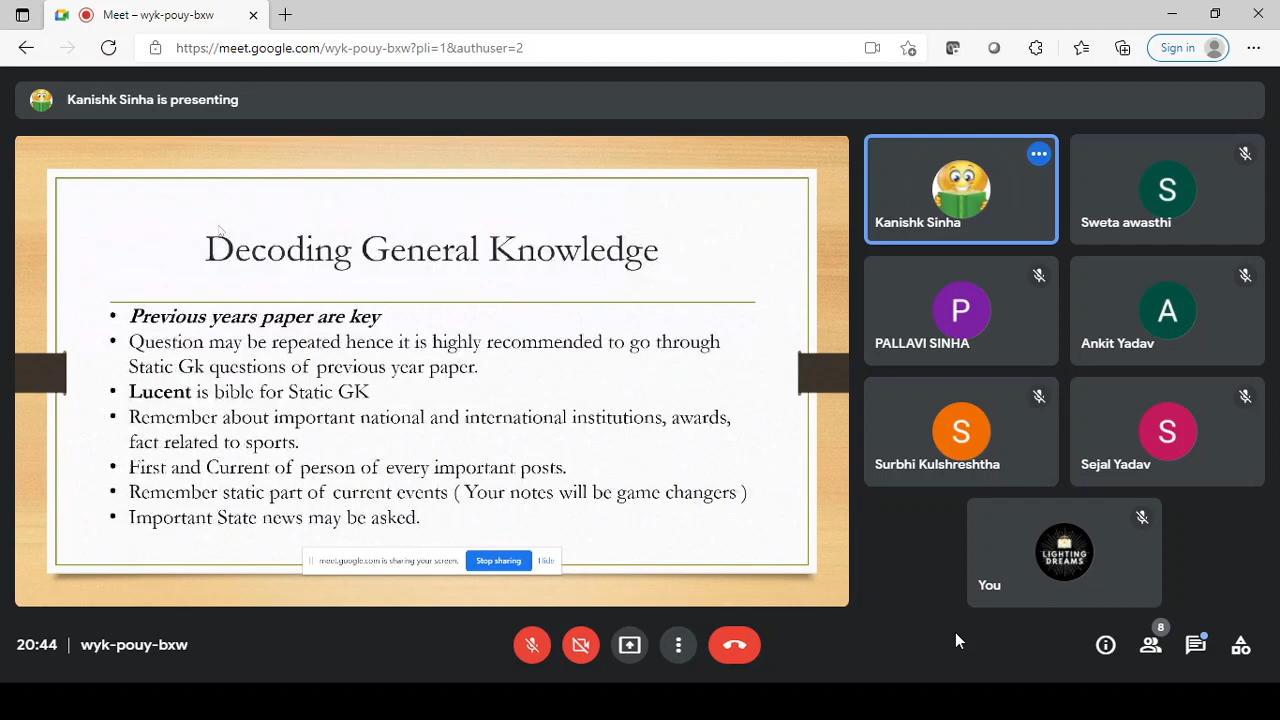 Meet – wyk-pouy-bxw
https://meet.google.com/wyk-pouy-bxw?pli=1&authuser=2
Sign in
Kanishk Sinha is presenting
Decoding General Knowledge
• Previous years paper are key
• Question may be repeated hence it is highly recommended to go through
Static Gk questions of previous year paper.
• Lucent is bible for Static GK
• Remember about important national and international institutions, awards,
fact related to sports.
• First and Current of person of every important posts.
• Remember static part of current events ( Your notes will be game changers )
• Important State news may be asked.
meet.google.com is sharing your screen.
Stop sharing
Hide
Kanishk Sinha
S
Sweta awasthi
P
PALLAVI SINHA
A
Ankit Yadav
S
Surbhi Kulshreshtha
S
Sejal Yadav
LIGHTING
DREAMS
You
20:44 | wyk-pouy-bxw
8